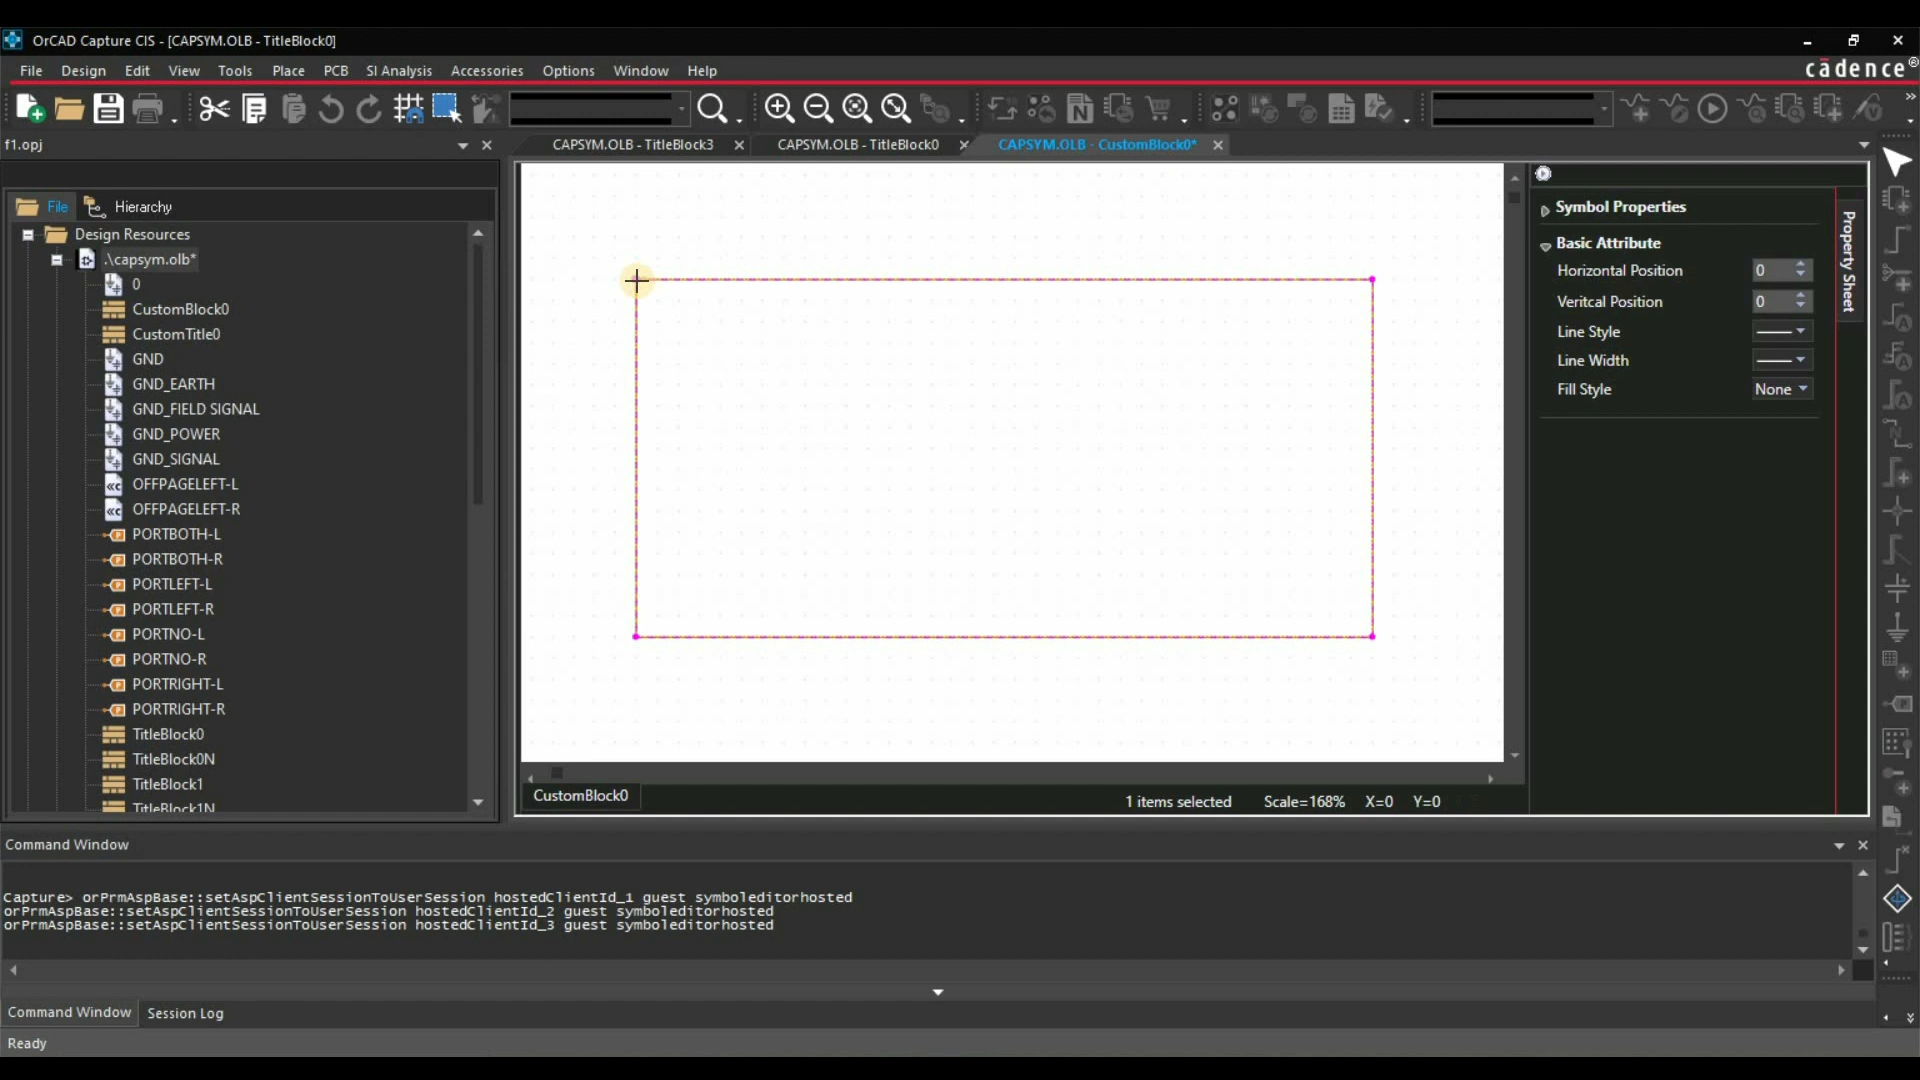 OrCAD Capture CIS - [CAPSYM.OLB - TitleBlock0]
File Design Edit View Tools Place PCB SI Analysis Accessories Options Window Help
cādence®
f1.opj
CAPSYM.OLB - TitleBlock3
CAPSYM.OLB - TitleBlock0
CAPSYM.OLB - CustomBlock0*
File
Hierarchy
Design Resources
.\capsym.olb*
0
CustomBlock0
CustomTitle0
GND
GND_EARTH
GND_FIELD SIGNAL
GND_POWER
GND_SIGNAL
OFFPAGELEFT-L
OFFPAGELEFT-R
PORTBOTH-L
PORTBOTH-R
PORTLEFT-L
PORTLEFT-R
PORTNO-L
PORTNO-R
PORTRIGHT-L
PORTRIGHT-R
TitleBlock0
TitleBlock0N
TitleBlock1
TitleBlock1N
Symbol Properties
Basic Attribute
Horizontal Position 0
Veritcal Position 0
Line Style
Line Width
Fill Style None
Property Sheet
CustomBlock0
1 items selected Scale=168% X=0 Y=0
Command Window
Capture> orPrmAspBase::setAspClientSessionToUserSession hostedClientId_1 guest symboleditorhosted
orPrmAspBase::setAspClientSessionToUserSession hostedClientId_2 guest symboleditorhosted
orPrmAspBase::setAspClientSessionToUserSession hostedClientId_3 guest symboleditorhosted
Command Window Session Log
Ready